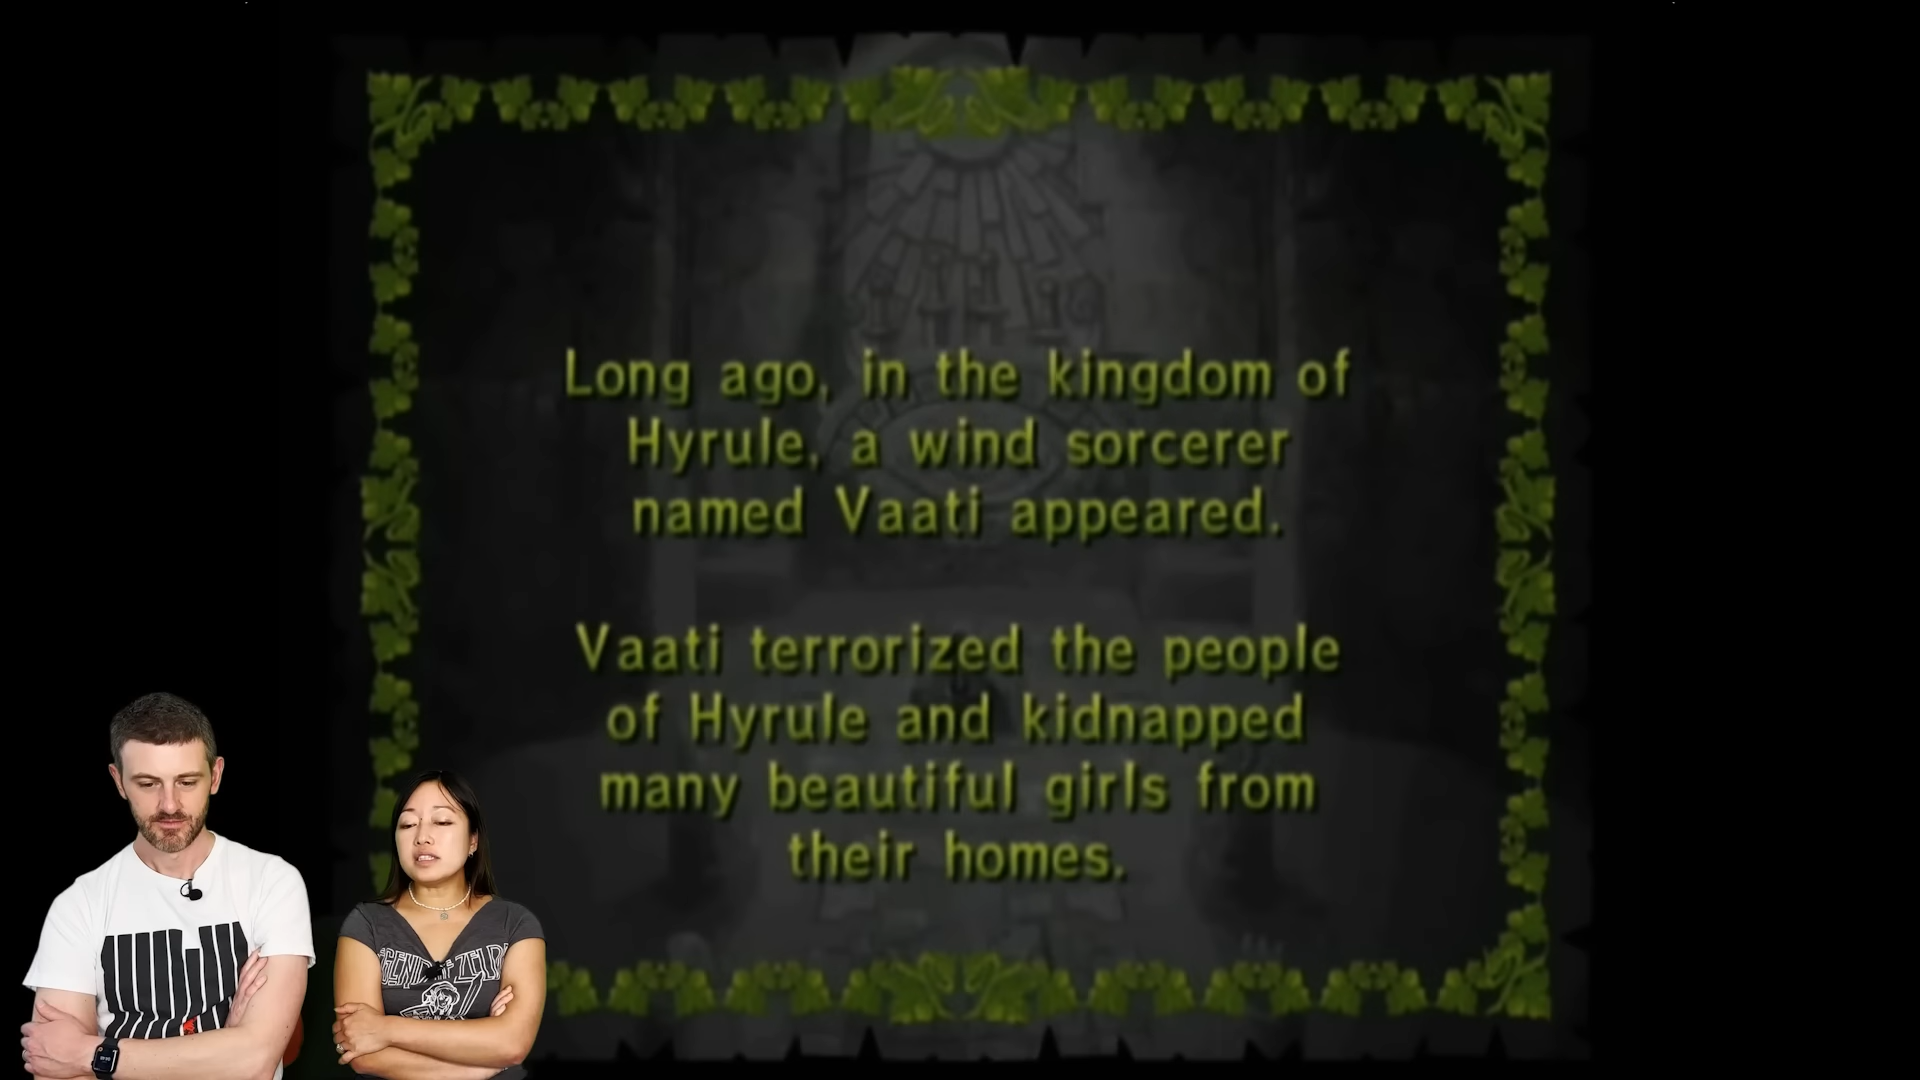 Long ago, in the kingdom of
Hyrule, a wind sorcerer
named Vaati appeared.
Vaati terrorized the people
of Hyrule and kidnapped
many beautiful girls from
their homes.
ZELD